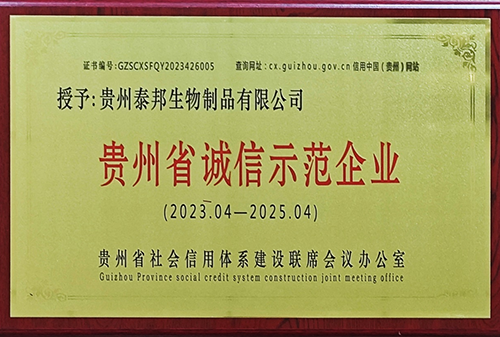 证书编号:GZSCXSFQY2023426005 查询网址:cx.guizhou.gov.cn 信用中国(贵州)网站
授予:贵州泰邦生物制品有限公司
贵州省诚信示范企业
(2023.04—2025.04)
贵州省社会信用体系建设联席会议办公室
Guizhou Province social credit system construction joint meeting office